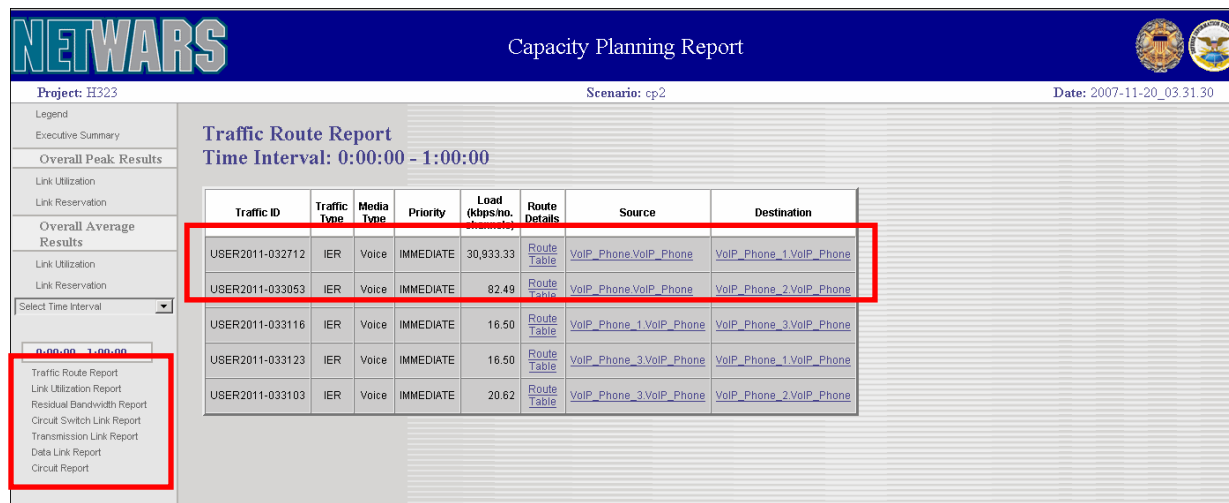 NETWARS
Capacity Planning Report
Project: H323
Scenario: cp2
Date: 2007-11-20_03.31.30
Legend
Executive Summary
Overall Peak Results
Link Utilization
Link Reservation
Overall Average
Results
Link Utilization
Link Reservation
Select Time Interval
0:00:00 - 1:00:00
Traffic Route Report
Link Utilization Report
Residual Bandwidth Report
Circuit Switch Link Report
Transmission Link Report
Data Link Report
Circuit Report
Traffic Route Report
Time Interval: 0:00:00 - 1:00:00
Traffic ID Traffic Type Media Type Priority Load (kbps/no. channels) Route Details Source Destination
USER2011-032712 IER Voice IMMEDIATE 30,933.33 Route Table VoIP_Phone.VoIP_Phone VoIP_Phone_1.VoIP_Phone
USER2011-033053 IER Voice IMMEDIATE 82.49 Route Table VoIP_Phone.VoIP_Phone VoIP_Phone_2.VoIP_Phone
USER2011-033116 IER Voice IMMEDIATE 16.50 Route Table VoIP_Phone_1.VoIP_Phone VoIP_Phone_3.VoIP_Phone
USER2011-033123 IER Voice IMMEDIATE 16.50 Route Table VoIP_Phone_3.VoIP_Phone VoIP_Phone_1.VoIP_Phone
USER2011-033103 IER Voice IMMEDIATE 20.62 Route Table VoIP_Phone_3.VoIP_Phone VoIP_Phone_2.VoIP_Phone